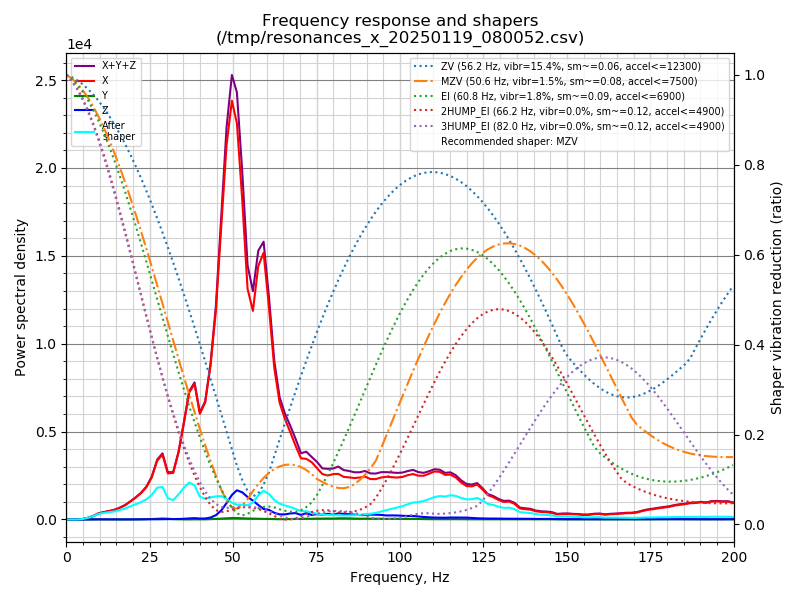 Frequency response and shapers
(/tmp/resonances_x_20250119_080052.csv)
1e4
X+Y+Z
X
Y
Z
After
shaper
ZV (56.2 Hz, vibr=15.4%, sm~=0.06, accel<=12300)
MZV (50.6 Hz, vibr=1.5%, sm~=0.08, accel<=7500)
EI (60.8 Hz, vibr=1.8%, sm~=0.09, accel<=6900)
2HUMP_EI (66.2 Hz, vibr=0.0%, sm~=0.12, accel<=4900)
3HUMP_EI (82.0 Hz, vibr=0.0%, sm~=0.12, accel<=4900)
Recommended shaper: MZV
Power spectral density
2.5
2.0
1.5
1.0
0.5
0.0
1.0
0.8
0.6
0.4
0.2
0.0
Shaper vibration reduction (ratio)
0 25 50 75 100 125 150 175 200
Frequency, Hz